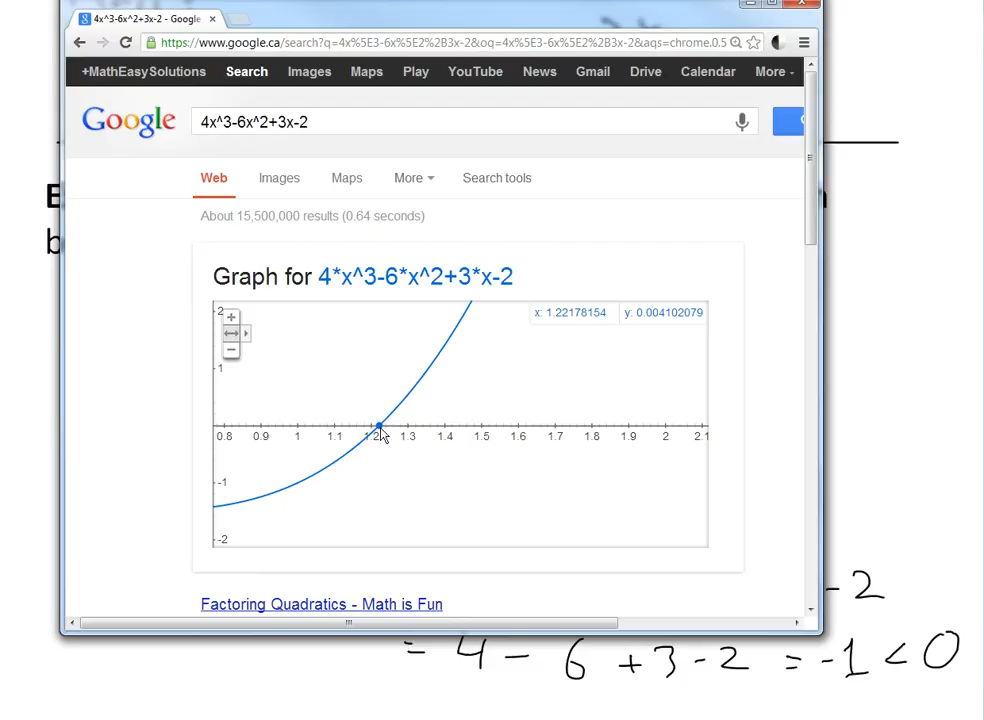 4x^3-6x^2+3x-2 - Google
https://www.google.ca/search?q=4x%5E3-6x%5E2%2B3x-2&oq=4x%5E3-6x%5E2%2B3x-2&aqs=chrome.0.5
+MathEasySolutions Search Images Maps Play YouTube News Gmail Drive Calendar More
Google 4x^3-6x^2+3x-2
Web Images Maps More Search tools
About 15,500,000 results (0.64 seconds)
Graph for 4*x^3-6*x^2+3*x-2
x: 1.22178154 y: 0.004102079
2
1
0.8 0.9 1 1.1 1.2 1.3 1.4 1.5 1.6 1.7 1.8 1.9 2 2.1
-1
-2
Factoring Quadratics - Math is Fun
- 2
= 4 - 6 + 3 - 2 = -1 < 0